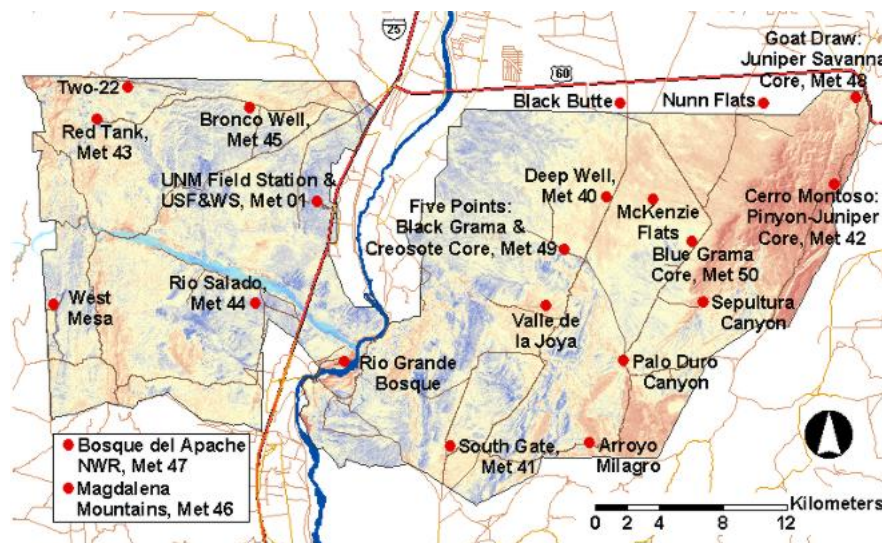 25
60
Goat Draw:
Juniper Savanna
Core, Met 48
Two-22
Black Butte
Nunn Flats
Red Tank,
Met 43
Bronco Well,
Met 45
UNM Field Station &
USF&WS, Met 01
Deep Well,
Met 40
McKenzie
Flats
Cerro Montoso:
Pinyon-Juniper
Core, Met 42
Five Points:
Black Grama &
Creosote Core, Met 49
Blue Grama
Core, Met 50
West
Mesa
Rio Salado,
Met 44
Valle de
la Joya
Sepultura
Canyon
Rio Grande
Bosque
Palo Duro
Canyon
Bosque del Apache
NWR, Met 47
Magdalena
Mountains, Met 46
South Gate,
Met 41
Arroyo
Milagro
Kilometers
0 2 4 8 12